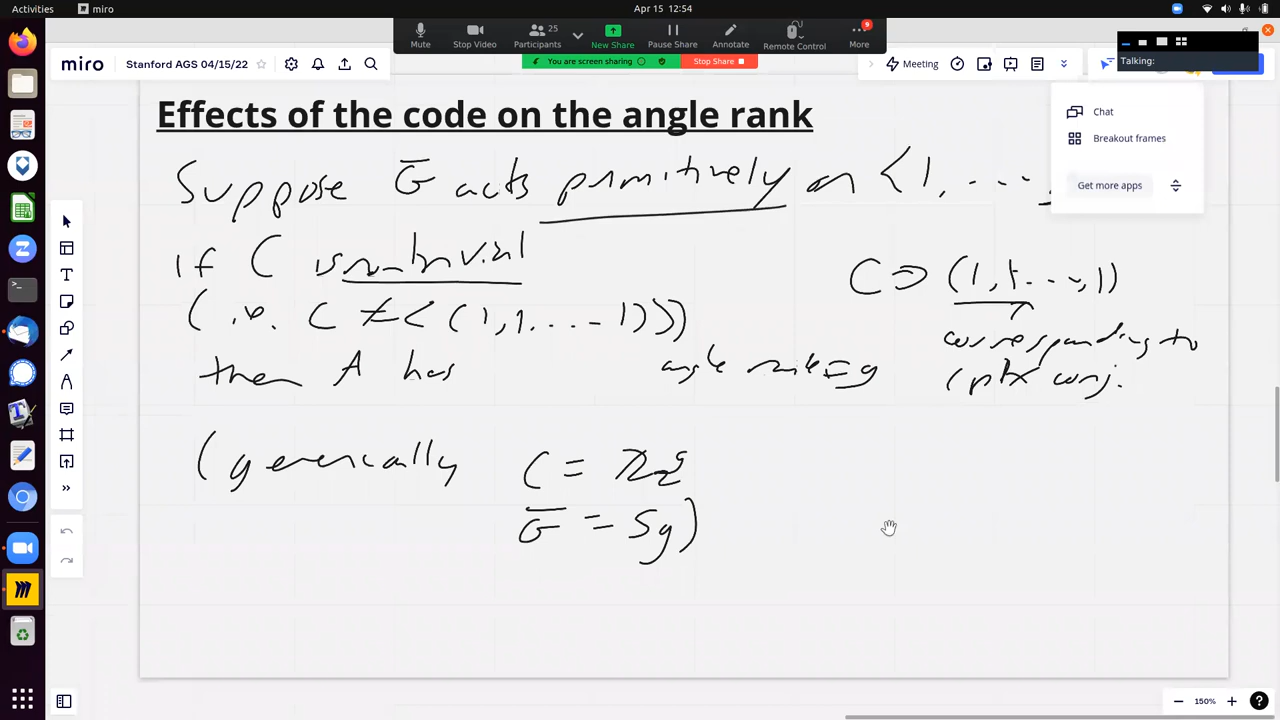 Activities
miro
Apr 15 12:54
Mute
Stop Video
25
Participants
New Share
Pause Share
Annotate
Remote Control
9
More
You are screen sharing
Stop Share
Talking:
miro
Stanford AGS 04/15/22
Meeting
Chat
Breakout frames
Get more apps
Effects of the code on the angle rank
Suppose G̅ acts primitively on <1, ...
if C is nontrivial
(i.e. C ≠ <(1,1,...1)>)
then A has angle rank = g
C ∋ (1,1...,1)
corresponding to
cplx conj.
(generically C =
G̅ = Sg)
150%